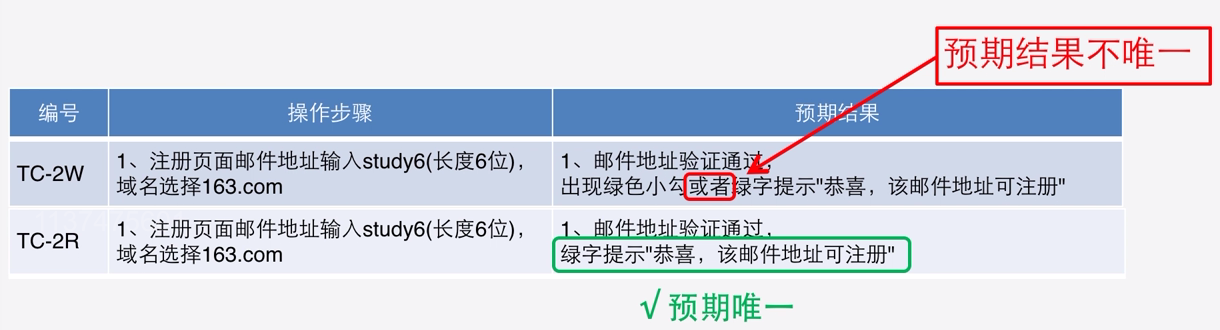 预期结果不唯一
编号 操作步骤 预期结果
TC-2W
1、注册页面邮件地址输入study6(长度6位),
域名选择163.com
1、邮件地址验证通过,
出现绿色小勾或者绿字提示"恭喜，该邮件地址可注册"
TC-2R
1、注册页面邮件地址输入study6(长度6位),
域名选择163.com
1、邮件地址验证通过,
绿字提示"恭喜，该邮件地址可注册"
√ 预期唯一